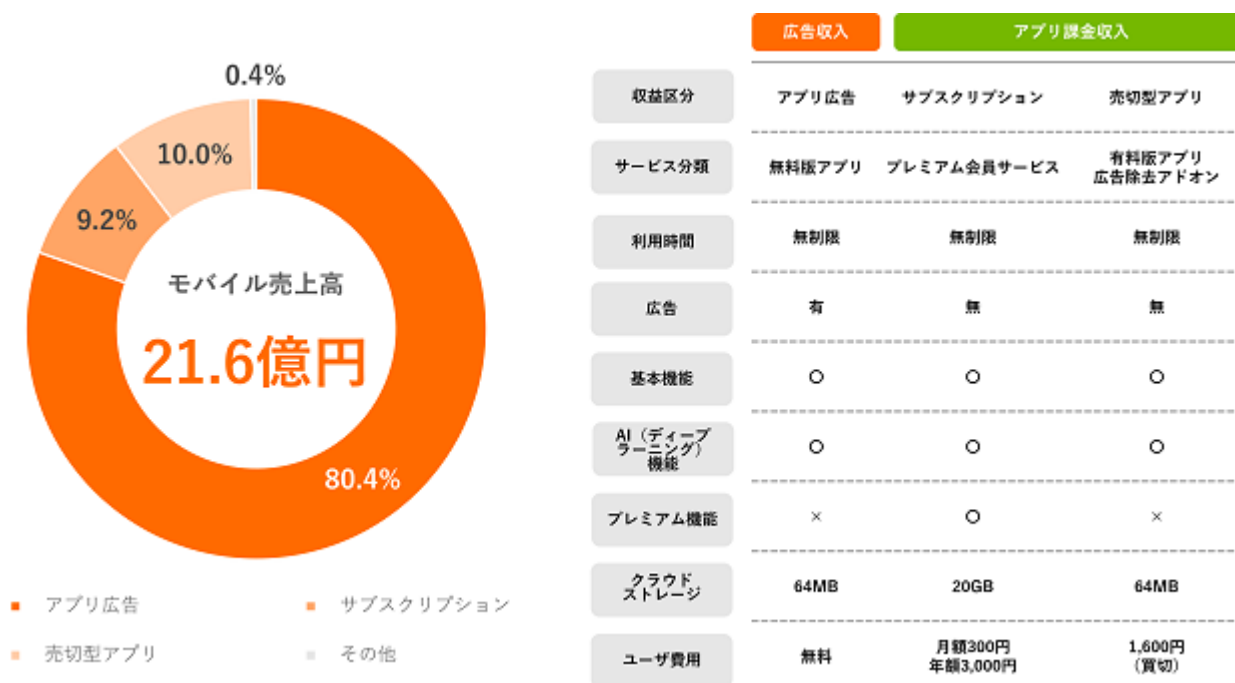 0.4%
10.0%
9.2%
モバイル売上高
21.6億円
80.4%
アプリ広告
サブスクリプション
売切型アプリ
その他
広告収入
アプリ課金収入
収益区分
アプリ広告
サブスクリプション
売切型アプリ
サービス分類
無料版アプリ
プレミアム会員サービス
有料版アプリ
広告除去アドオン
利用時間
無制限
無制限
無制限
広告
有
無
無
基本機能
○
○
○
AI(ディープ
ラーニング)
機能
○
○
○
プレミアム機能
×
○
×
クラウド
ストレージ
64MB
20GB
64MB
ユーザ費用
無料
月額300円
年額3,000円
1,600円
(買切)